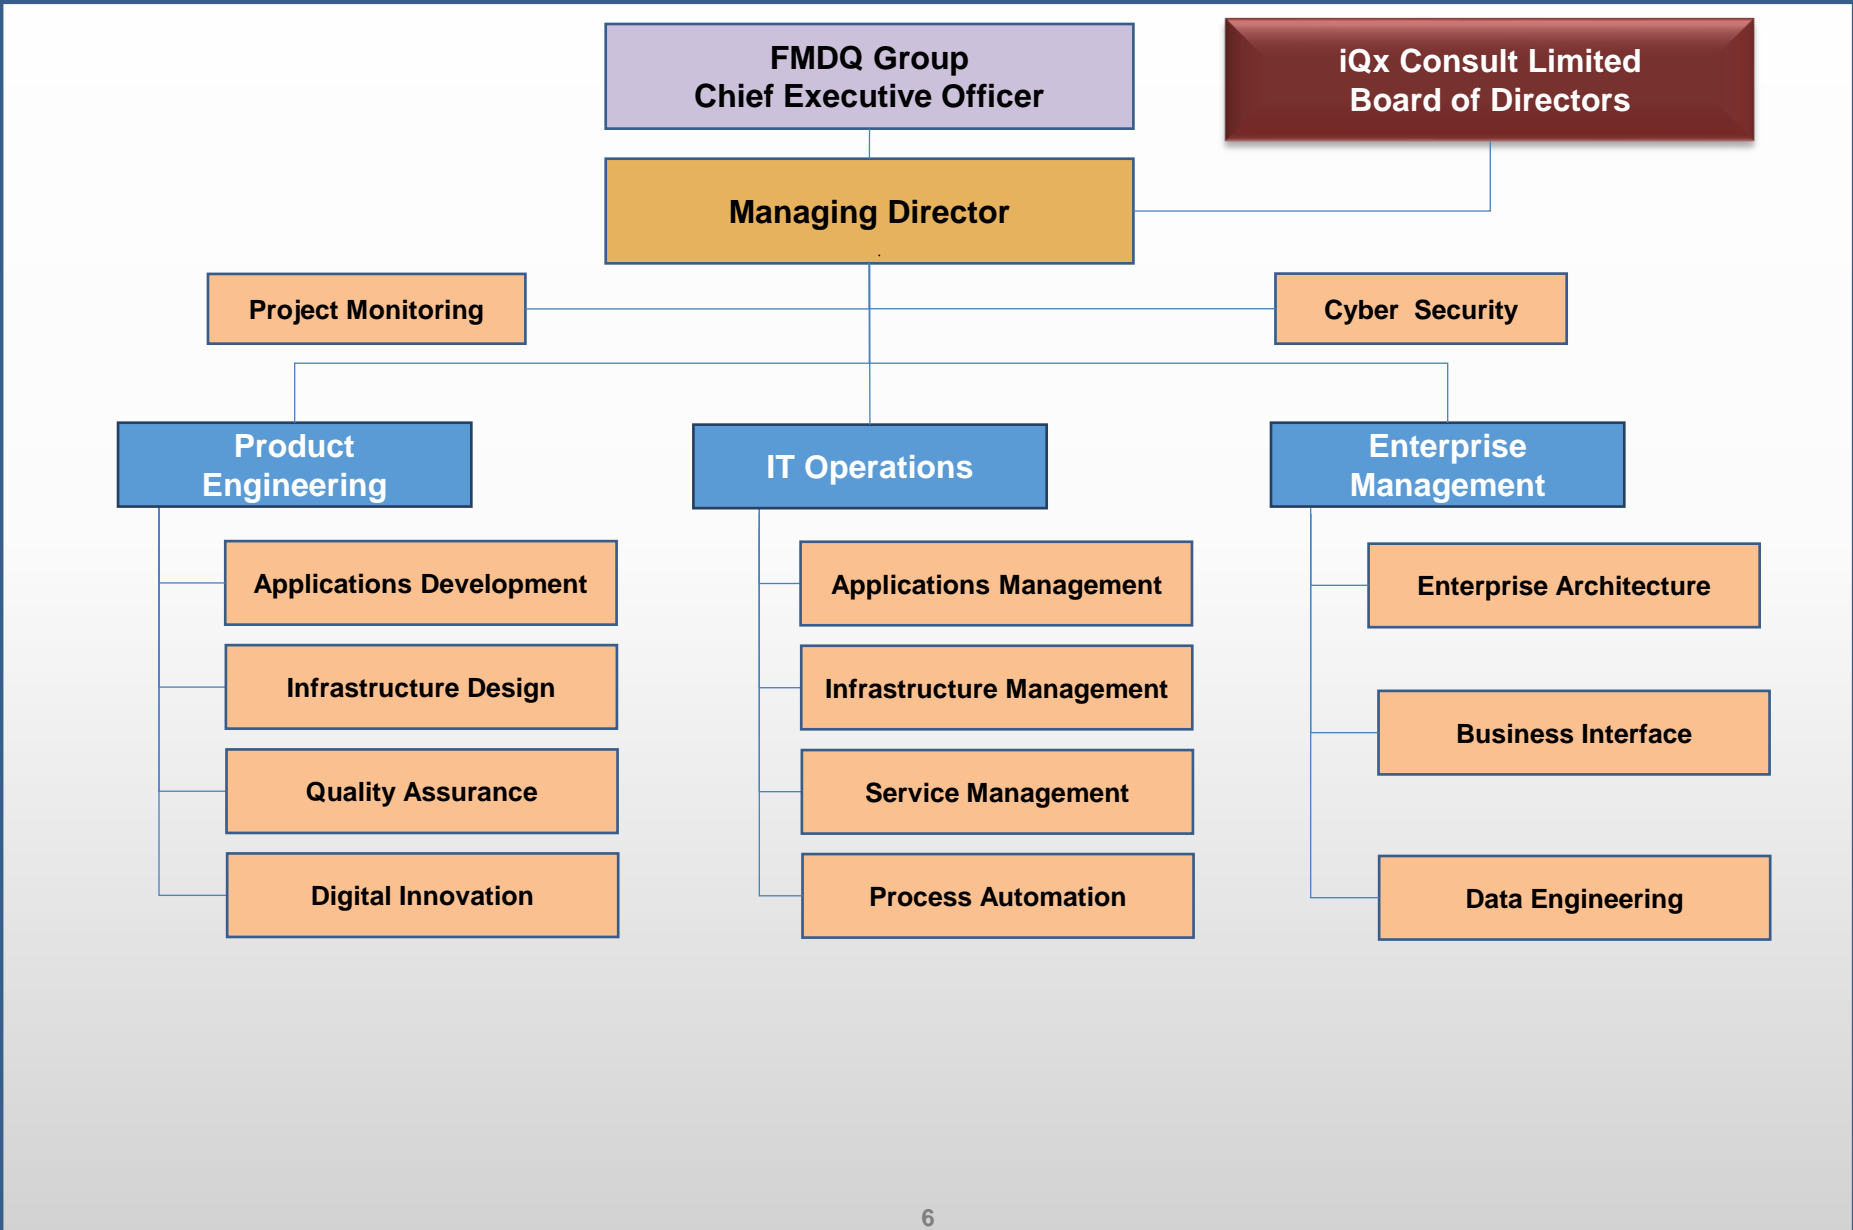 FMDQ Group
Chief Executive Officer
iQx Consult Limited
Board of Directors
Managing Director
.
Project Monitoring
Cyber  Security
Product
Engineering
IT Operations
Enterprise
Management
Applications Development
Infrastructure Design
Quality Assurance
Digital Innovation
Applications Management
Infrastructure Management
Service Management
Process Automation
Enterprise Architecture
Business Interface
Data Engineering
6